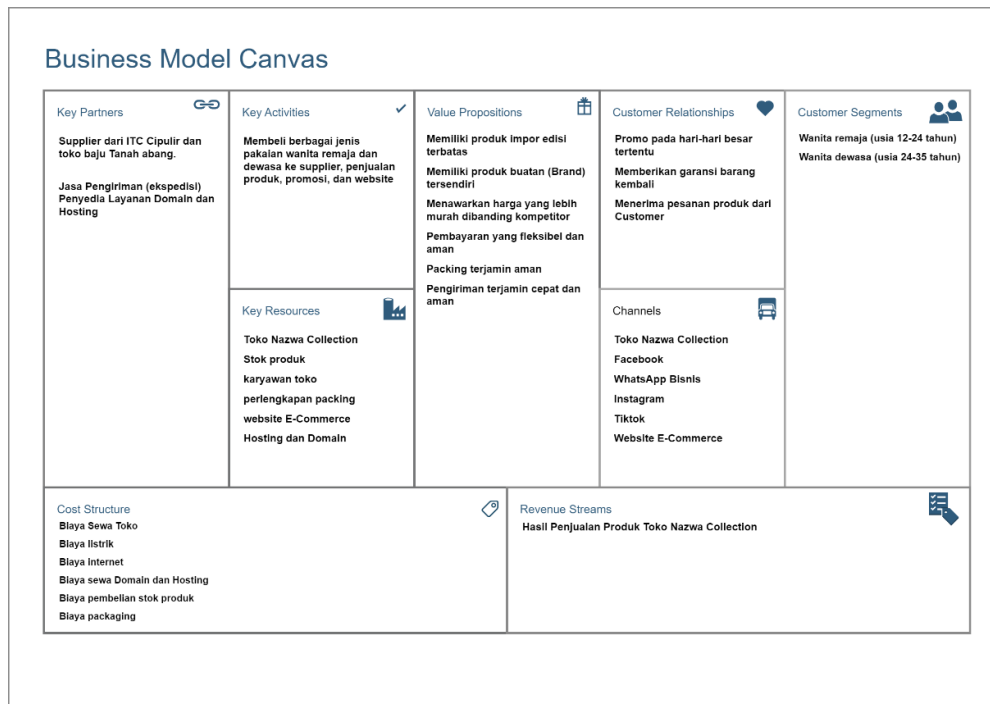 Business Model Canvas
Key Partners
Supplier dari ITC Cipulir dan
toko baju Tanah abang.
Jasa Pengiriman (ekspedisi)
Penyedia Layanan Domain dan
Hosting
Key Activities
Membeli berbagai jenis
pakaian wanita remaja dan
dewasa ke supplier, penjualan
produk, promosi, dan website
Key Resources
Toko Nazwa Collection
Stok produk
karyawan toko
perlengkapan packing
website E-Commerce
Hosting dan Domain
Value Propositions
Memiliki produk impor edisi
terbatas
Memiliki produk buatan (Brand)
tersendiri
Menawarkan harga yang lebih
murah dibanding kompetitor
Pembayaran yang fleksibel dan
aman
Packing terjamin aman
Pengiriman terjamin cepat dan
aman
Customer Relationships
Promo pada hari-hari besar
tertentu
Memberikan garansi barang
kembali
Menerima pesanan produk dari
Customer
Channels
Toko Nazwa Collection
Facebook
WhatsApp Bisnis
Instagram
Tiktok
Website E-Commerce
Customer Segments
Wanita remaja (usia 12-24 tahun)
Wanita dewasa (usia 24-35 tahun)
Cost Structure
Biaya Sewa Toko
Biaya listrik
Biaya Internet
Biaya sewa Domain dan Hosting
Biaya pembelian stok produk
Biaya packaging
Revenue Streams
Hasil Penjualan Produk Toko Nazwa Collection